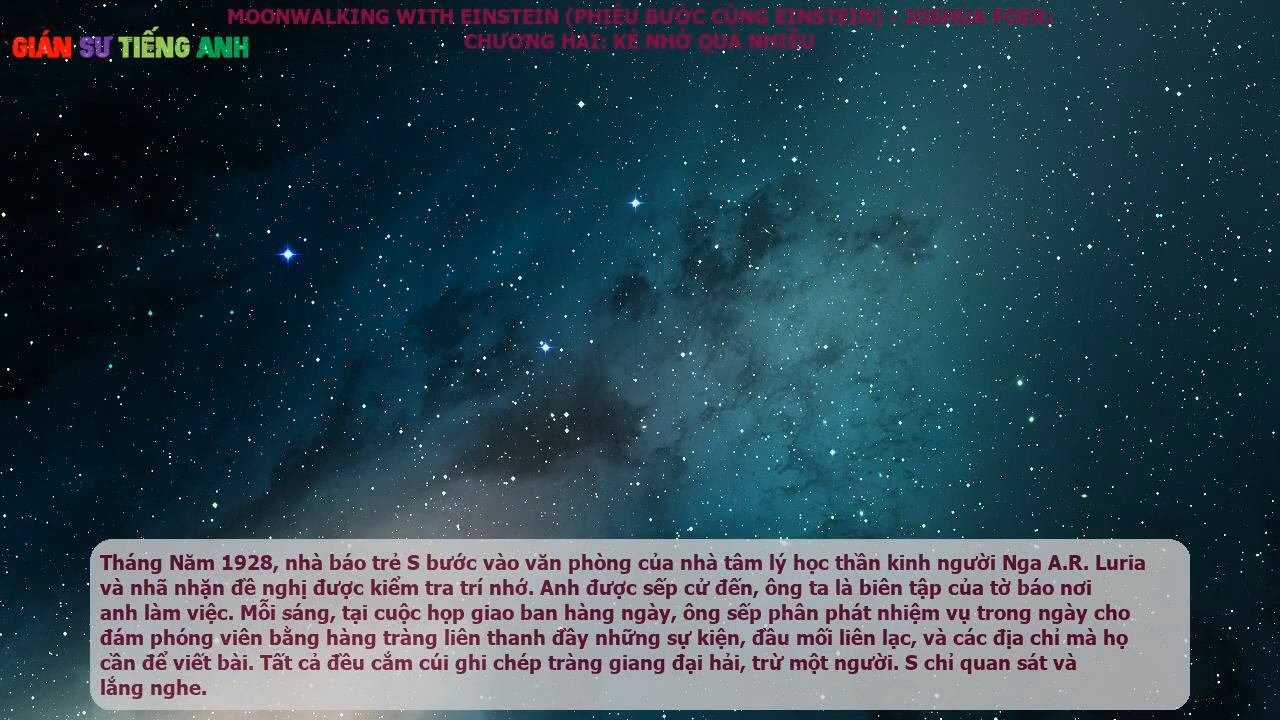 MOONWALKING WITH EINSTEIN (PHIÊU BƯỚC CÙNG EINSTEIN) - JOSHUA FOER;
CHƯƠNG HAI: KẺ NHỚ QUÁ NHIỀU
GIÁN SƯ TIẾNG ANH
Tháng Năm 1928, nhà báo trẻ S bước vào văn phòng của nhà tâm lý học thần kinh người Nga A.R. Luria
và nhã nhặn đề nghị được kiểm tra trí nhớ. Anh được sếp cử đến, ông ta là biên tập của tờ báo nơi
anh làm việc. Mỗi sáng, tại cuộc họp giao ban hàng ngày, ông sếp phân phát nhiệm vụ trong ngày cho
đám phóng viên bằng hàng tràng liên thanh đầy những sự kiện, đầu mối liên lạc, và các địa chỉ mà họ
cần để viết bài. Tất cả đều cắm cúi ghi chép tràng giang đại hải, trừ một người. S chỉ quan sát và
lắng nghe.